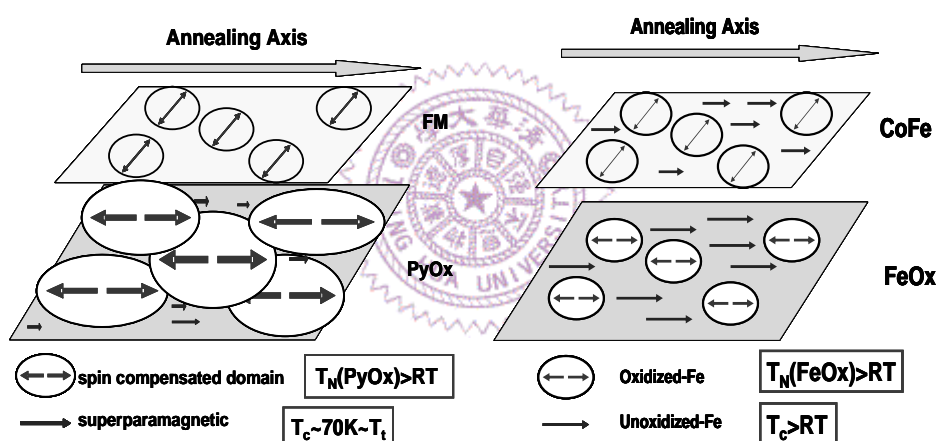 Annealing Axis
FM
PyOx
spin compensated domain
T_N(PyOx)>RT
superparamagnetic
T_c~70K~T_t
Annealing Axis
CoFe
FeOx
Oxidized-Fe
T_N(FeOx)>RT
Unoxidized-Fe
T_c>RT